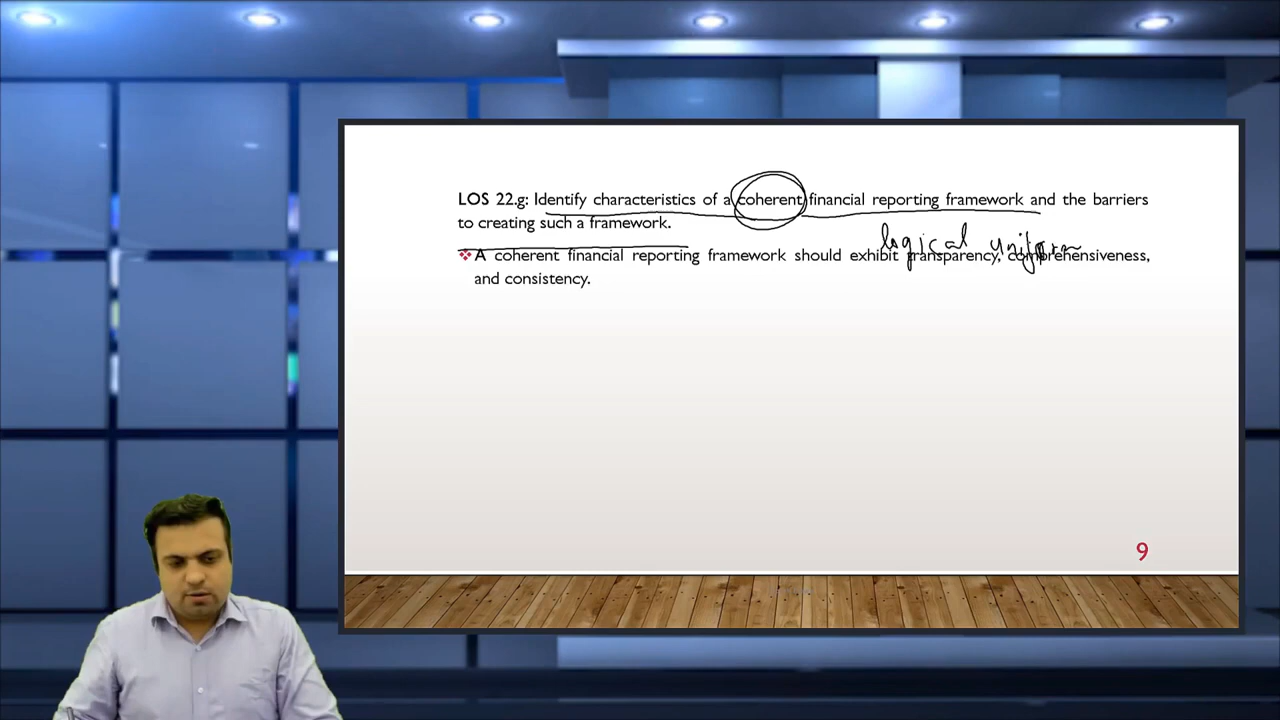 LOS 22.g: Identify characteristics of a coherent financial reporting framework and the barriers
to creating such a framework.
logical uniform
❖ A coherent financial reporting framework should exhibit transparency, comprehensiveness,
and consistency.
9